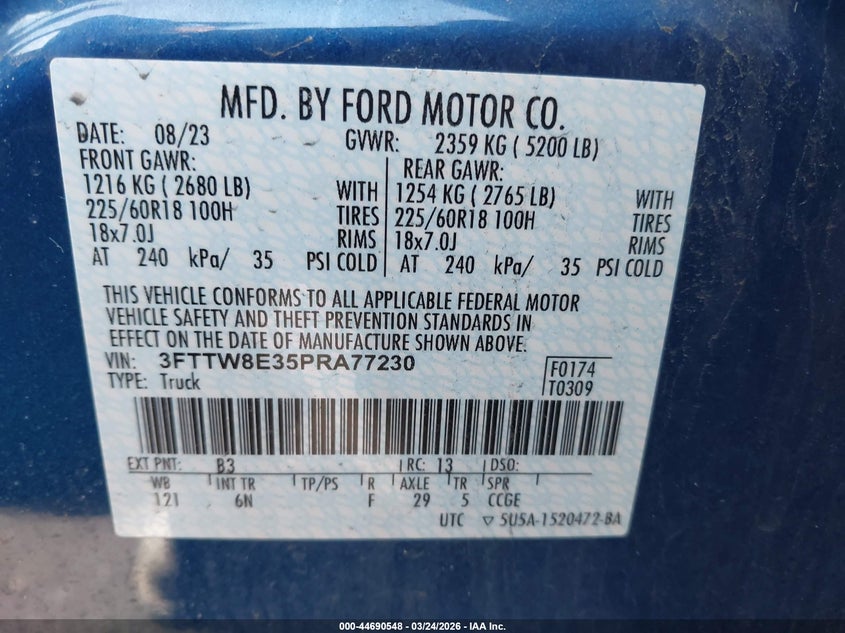 MFD. BY FORD MOTOR CO.
DATE: 08/23 GVWR: 2359 KG ( 5200 LB)
FRONT GAWR: REAR GAWR:
1216 KG ( 2680 LB) WITH 1254 KG ( 2765 LB) WITH
225/60R18 100H TIRES 225/60R18 100H TIRES
18x7.0J RIMS 18x7.0J RIMS
AT 240 kPa/ 35 PSI COLD AT 240 kPa/ 35 PSI COLD
THIS VEHICLE CONFORMS TO ALL APPLICABLE FEDERAL MOTOR
VEHICLE SAFETY AND THEFT PREVENTION STANDARDS IN
EFFECT ON THE DATE OF MANUFACTURE SHOWN ABOVE.
VIN: 3FTTW8E35PRA77230 F0174
TYPE: Truck T0309
EXT PNT: B3 RC: 13 DSO:
WB INT TR TP/PS R AXLE TR SPR
121 6N F 29 5 CCGE
UTC ▽ 5U5A-1520472-BA
000-44690548 - 03/24/2026 - IAA Inc.